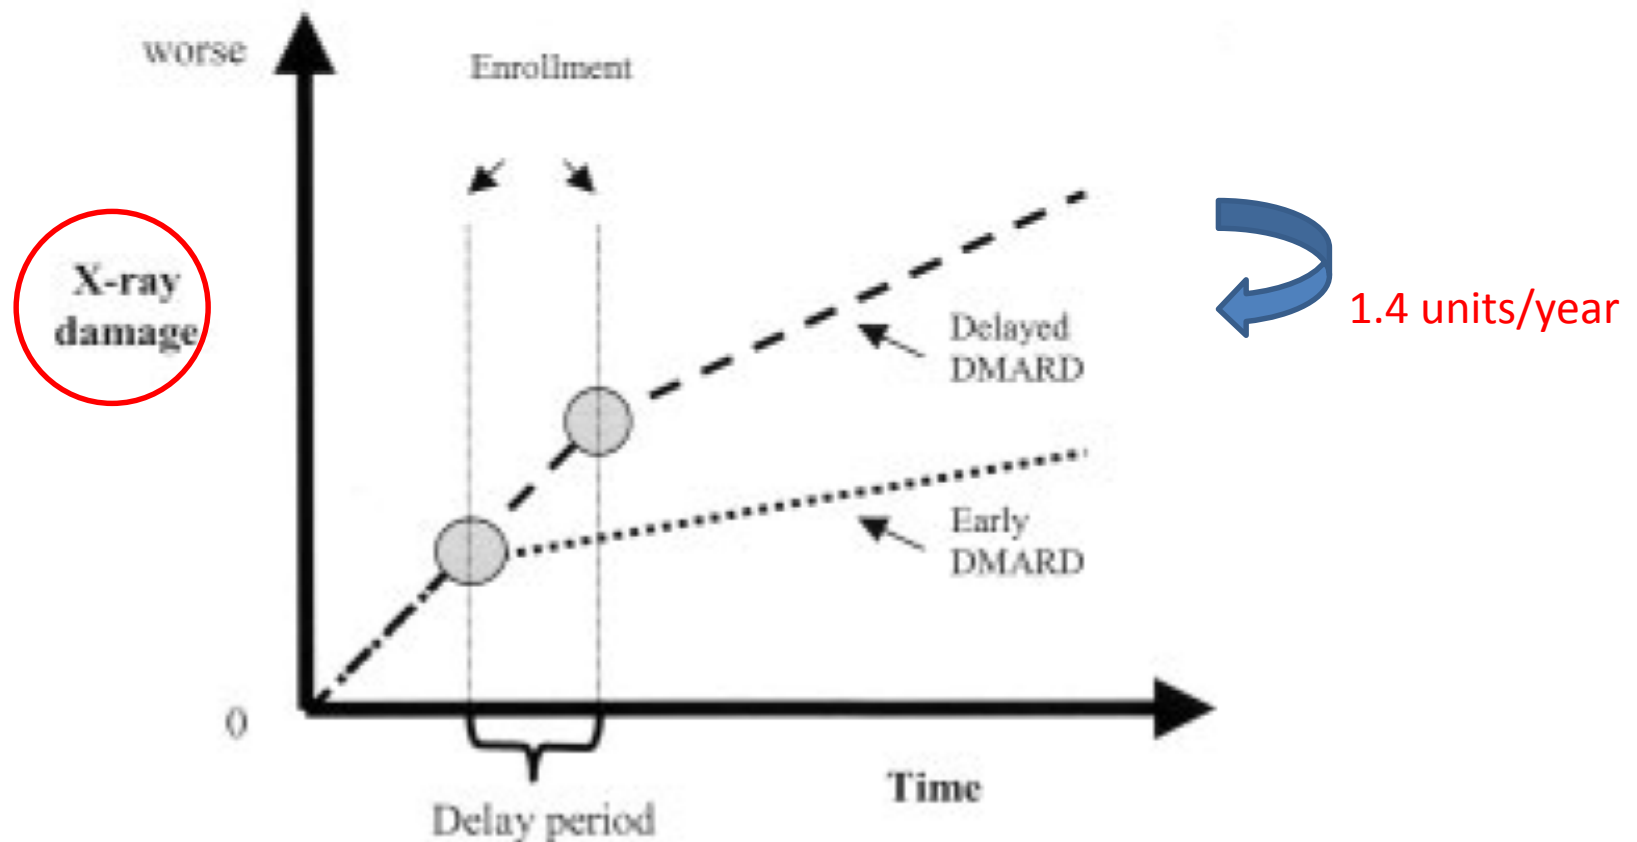 worse
Enrollment
X-ray
damage
1.4 units/year
Delayed
DMARD
Early
DMARD
0
Time
Delay period